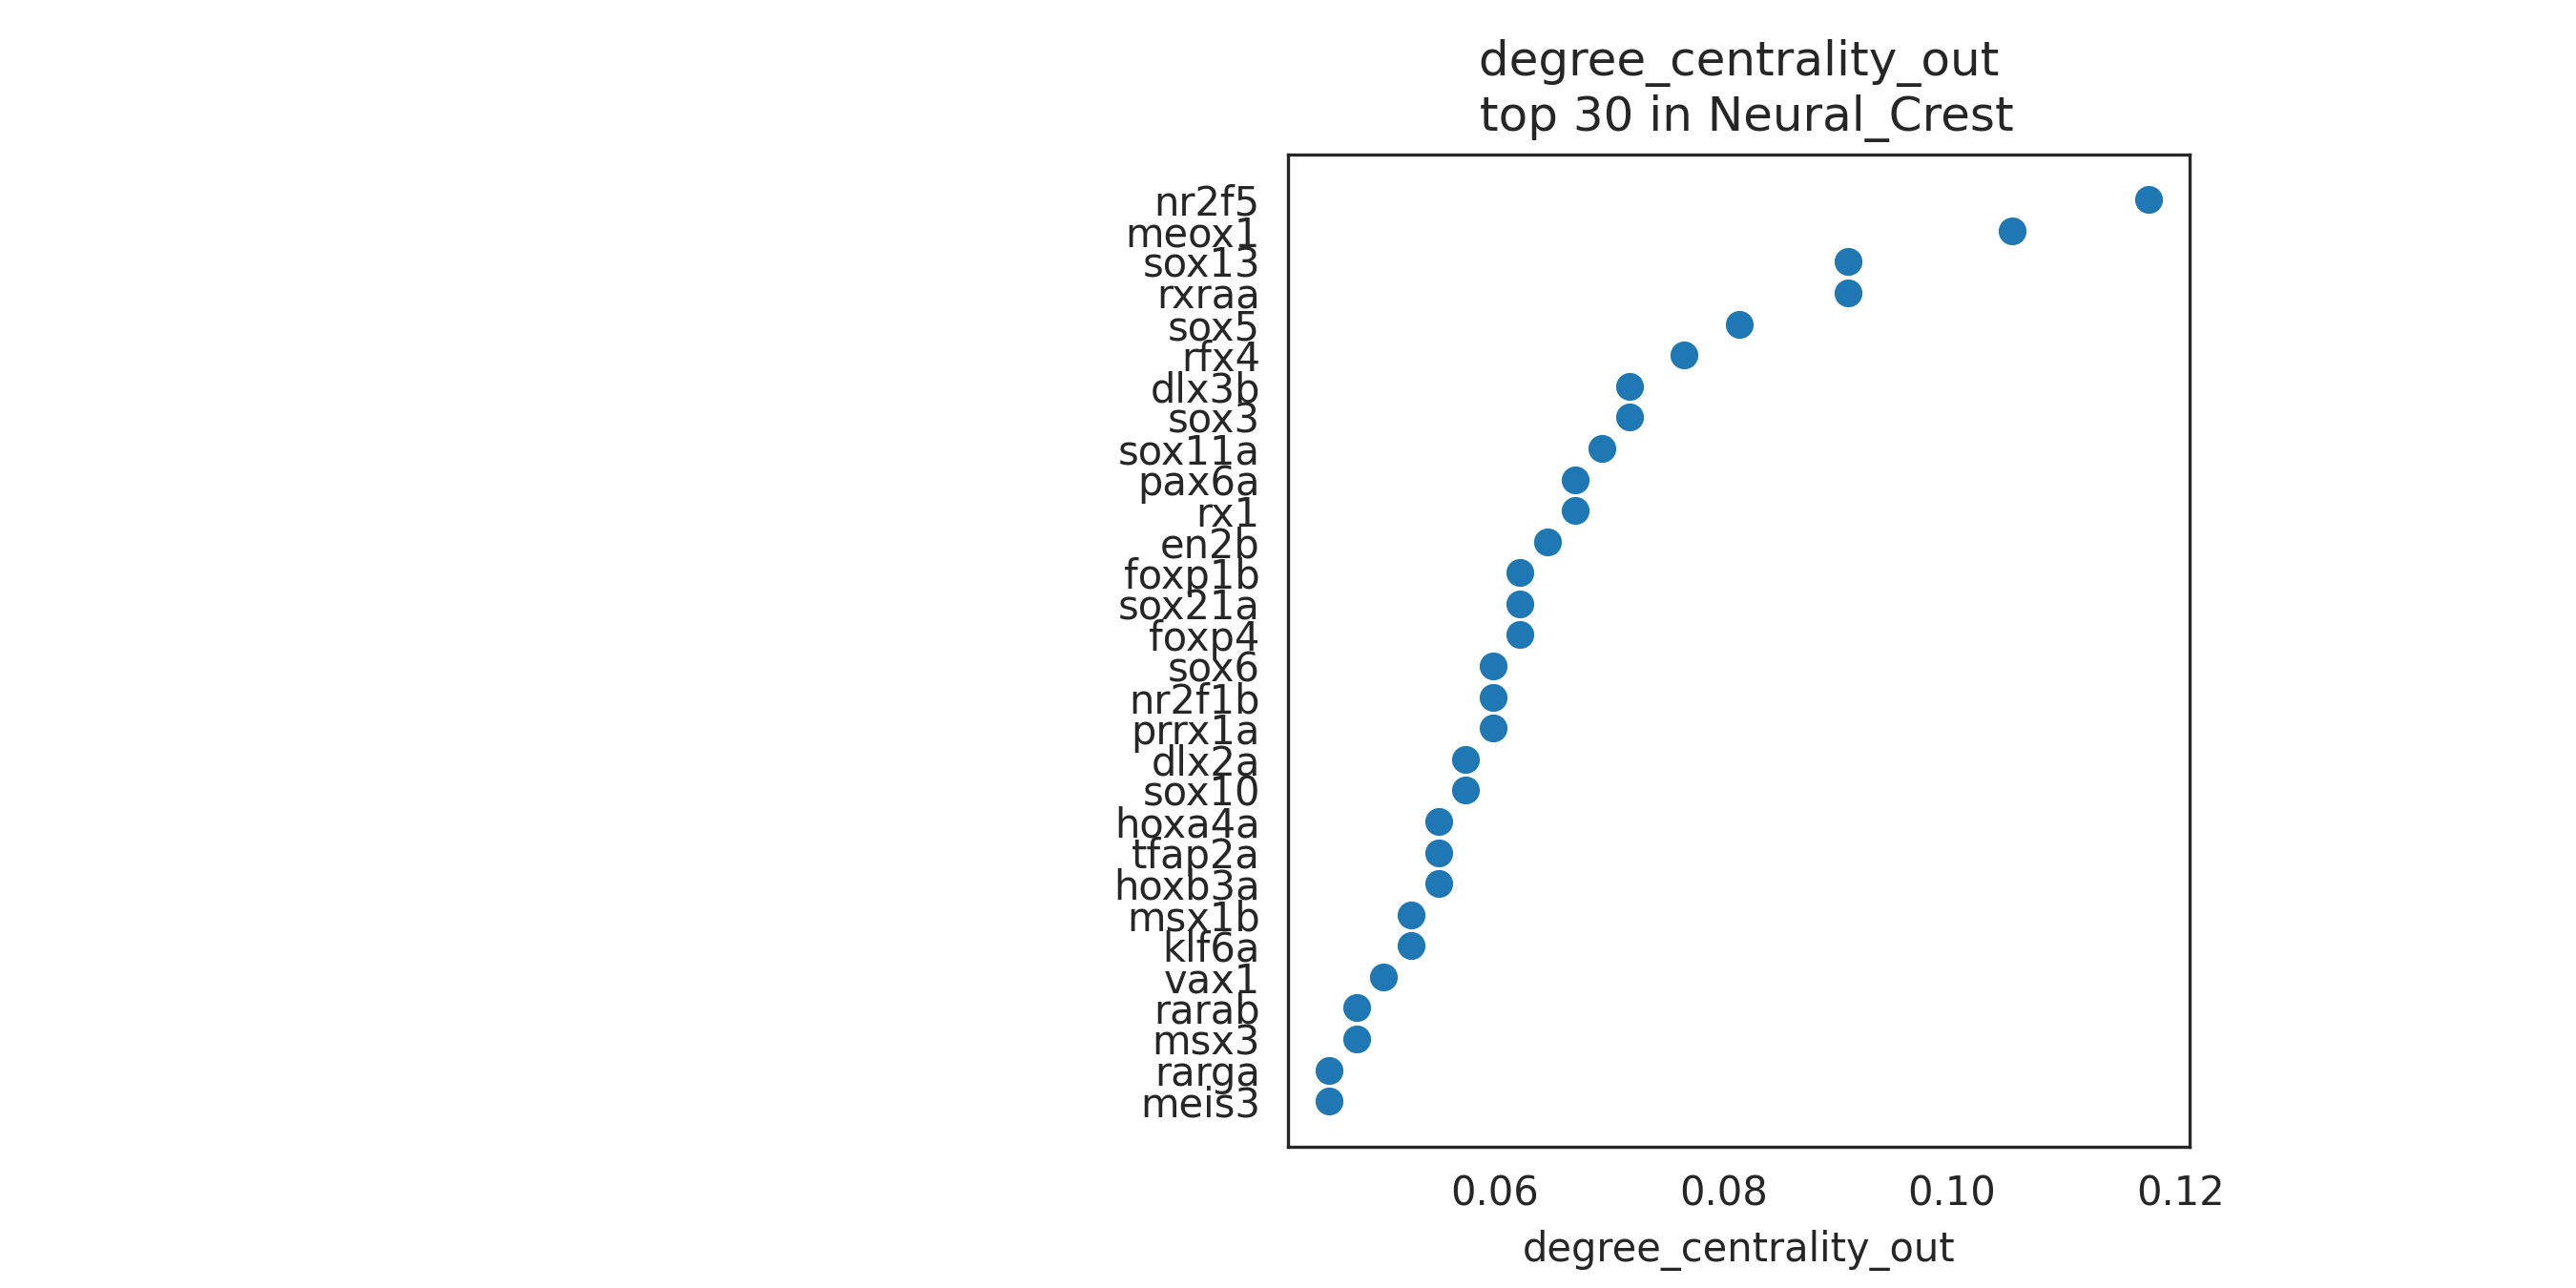 degree_centrality_out
top 30 in Neural_Crest
nr2f5
meox1
sox13
rxraa
sox5
rfx4
dlx3b
sox3
sox11a
pax6a
rx1
en2b
foxp1b
sox21a
foxp4
sox6
nr2f1b
prrx1a
dlx2a
sox10
hoxa4a
tfap2a
hoxb3a
msx1b
klf6a
vax1
rarab
msx3
rarga
meis3
0.06 0.08 0.10 0.12
degree_centrality_out